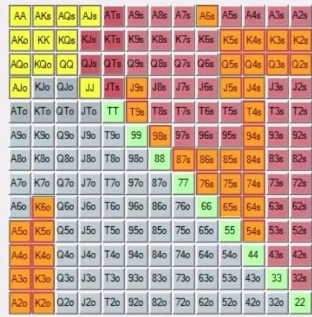 AA AKs AQs AJs ATs A9s A8s A7s A6s A5s A4s A3s A2s
AKo KK KQs KJs KTs K9s K8s K7s K6s K5s K4s K3s K2s
AQo KQo QQ QJs QTs Q9s Q8s Q7s Q6s Q5s Q4s Q3s Q2s
AJo KJo QJo JJ JTs J9s J8s J7s J6s J5s J4s J3s J2s
ATo KTo QTo JTo TT T9s T8s T7s T6s T5s T4s T3s T2s
A9o K9o Q9o J9o T9o 99 98s 97s 96s 95s 94s 93s 92s
A8o K8o Q8o J8o T8o 98o 88 87s 86s 85s 84s 83s 82s
A7o K7o Q7o J7o T7o 97o 87o 77 76s 75s 74s 73s 72s
A6o K6o Q6o J6o T6o 96o 86o 76o 66 65s 64s 63s 62s
A5o K5o Q5o J5o T5o 95o 85o 75o 65o 55 54s 53s 52s
A4o K4o Q4o J4o T4o 94o 84o 74o 64o 54o 44 43s 42s
A3o K3o Q3o J3o T3o 93o 83o 73o 63o 53o 43o 33 32s
A2o K2o Q2o J2o T2o 92o 82o 72o 62o 52o 42o 32o 22